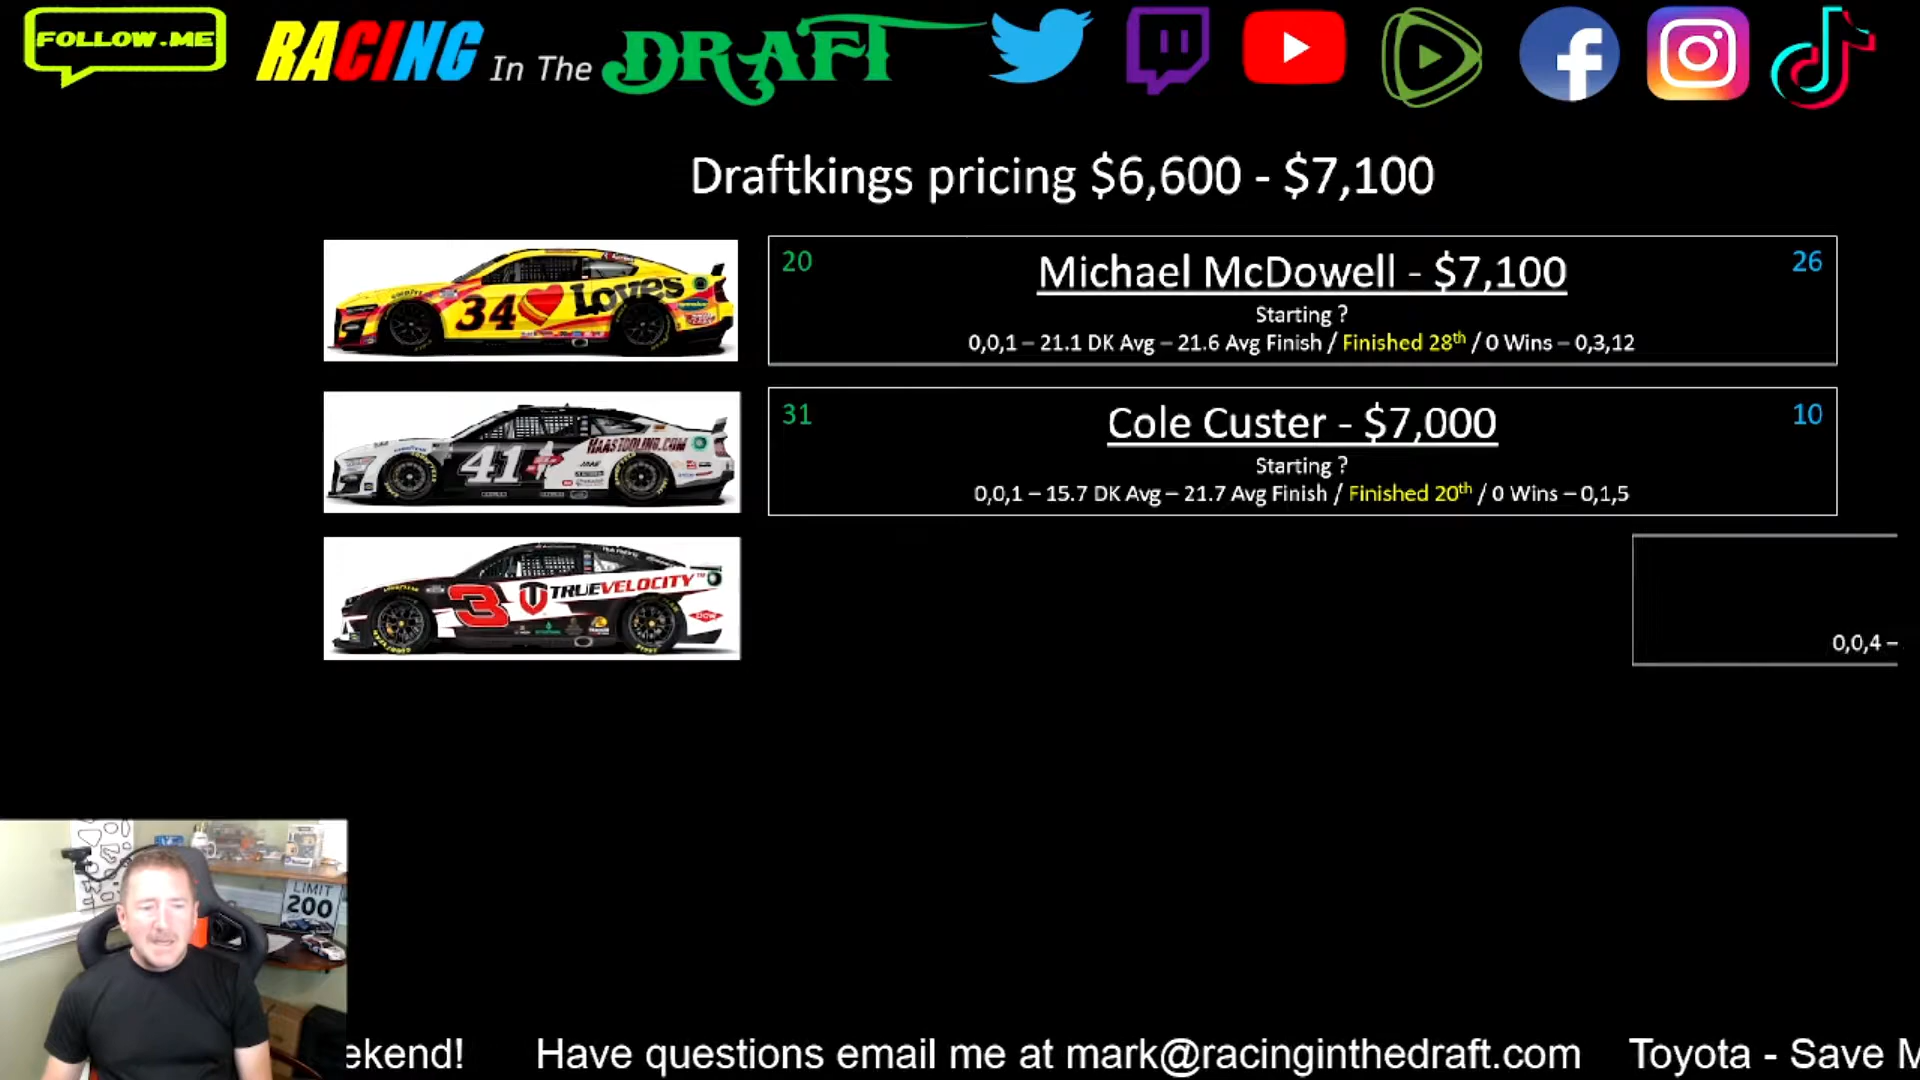 FOLLOW.ME
RACING In The DRAFT
Draftkings pricing $6,600 - $7,100
34 Love's
20
Michael McDowell - $7,100
26
Starting ?
0,0,1 – 21.1 DK Avg – 21.6 Avg Finish / Finished 28th / 0 Wins – 0,3,12
41 HAASTOOLING.COM
31
Cole Custer - $7,000
10
Starting ?
0,0,1 – 15.7 DK Avg – 21.7 Avg Finish / Finished 20th / 0 Wins – 0,1,5
3 TRUEVELOCITY
DOW
0,0,4 –
LIMIT
200
ekend! Have questions email me at mark@racinginthedraft.com Toyota - Save M